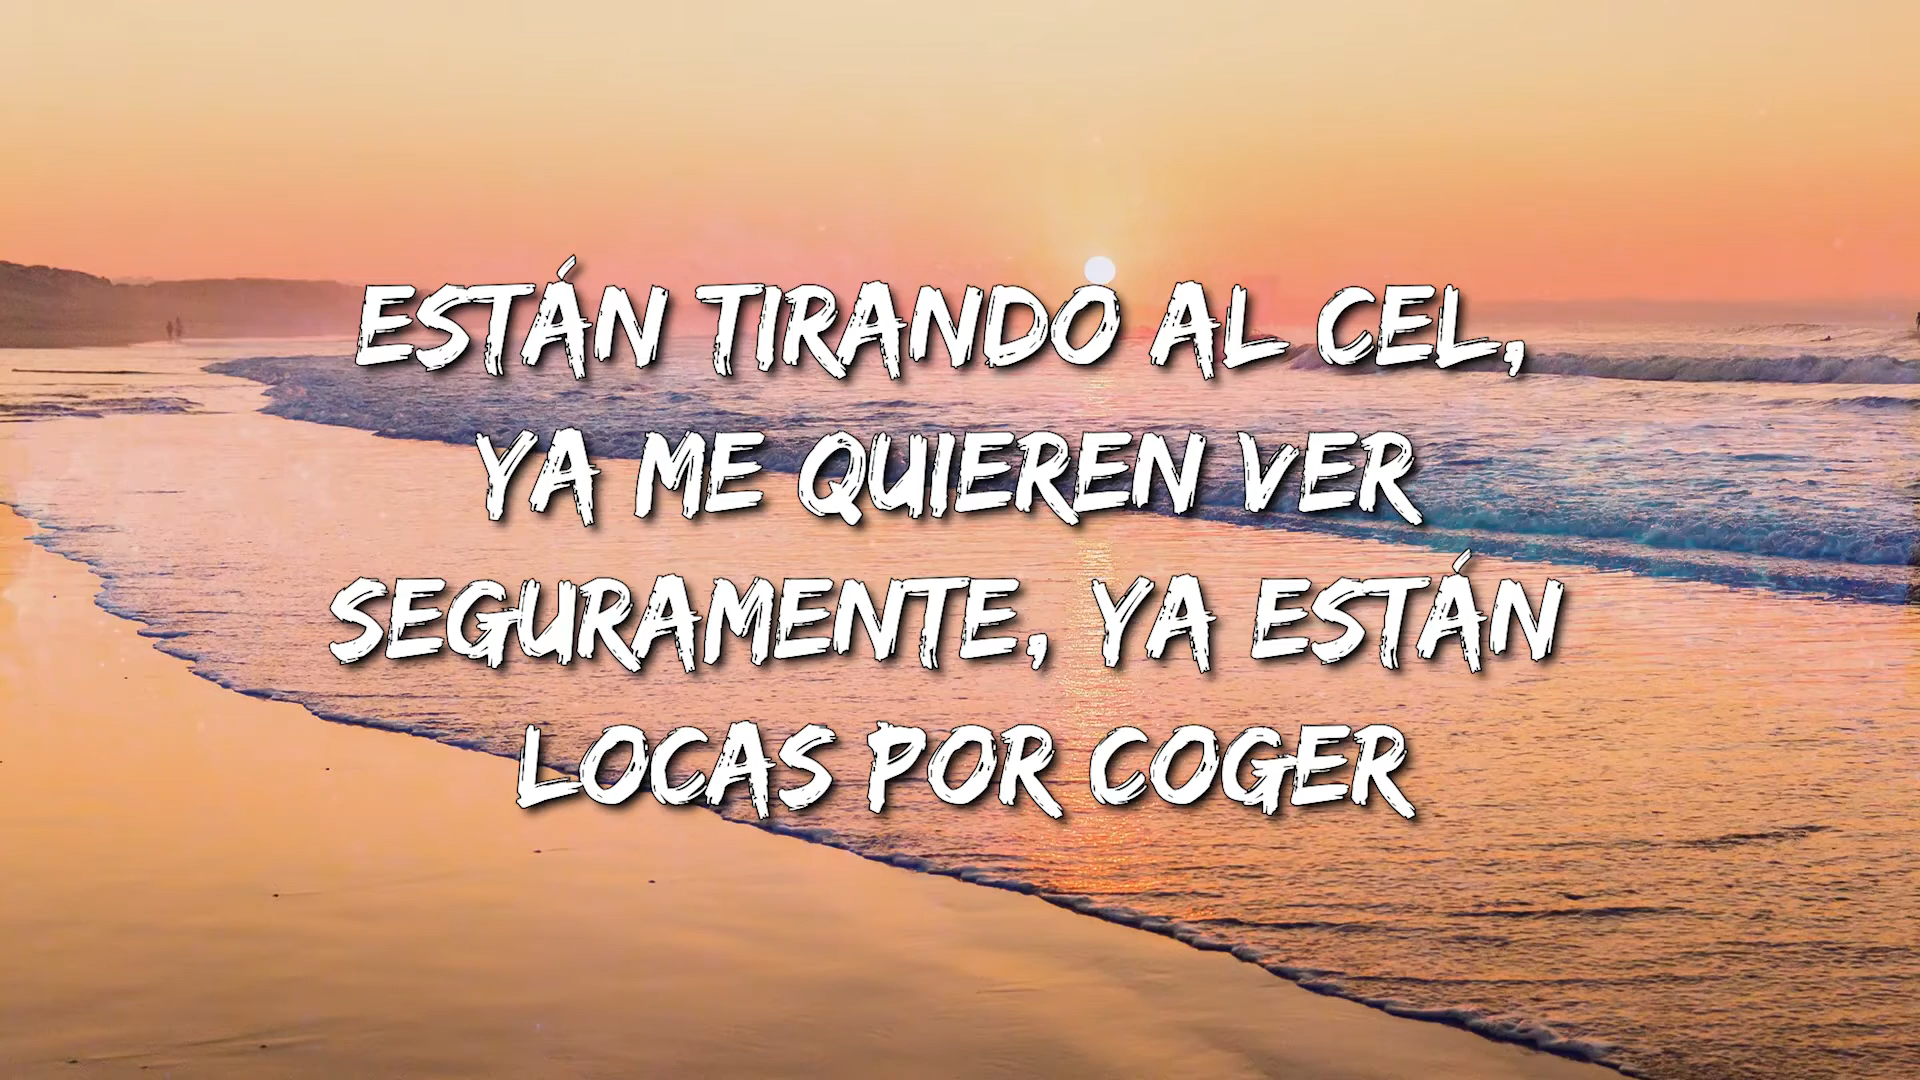 ESTÁN TIRANDO AL CEL,
YA ME QUIEREN VER
SEGURAMENTE, YA ESTÁN
LOCAS POR COGER